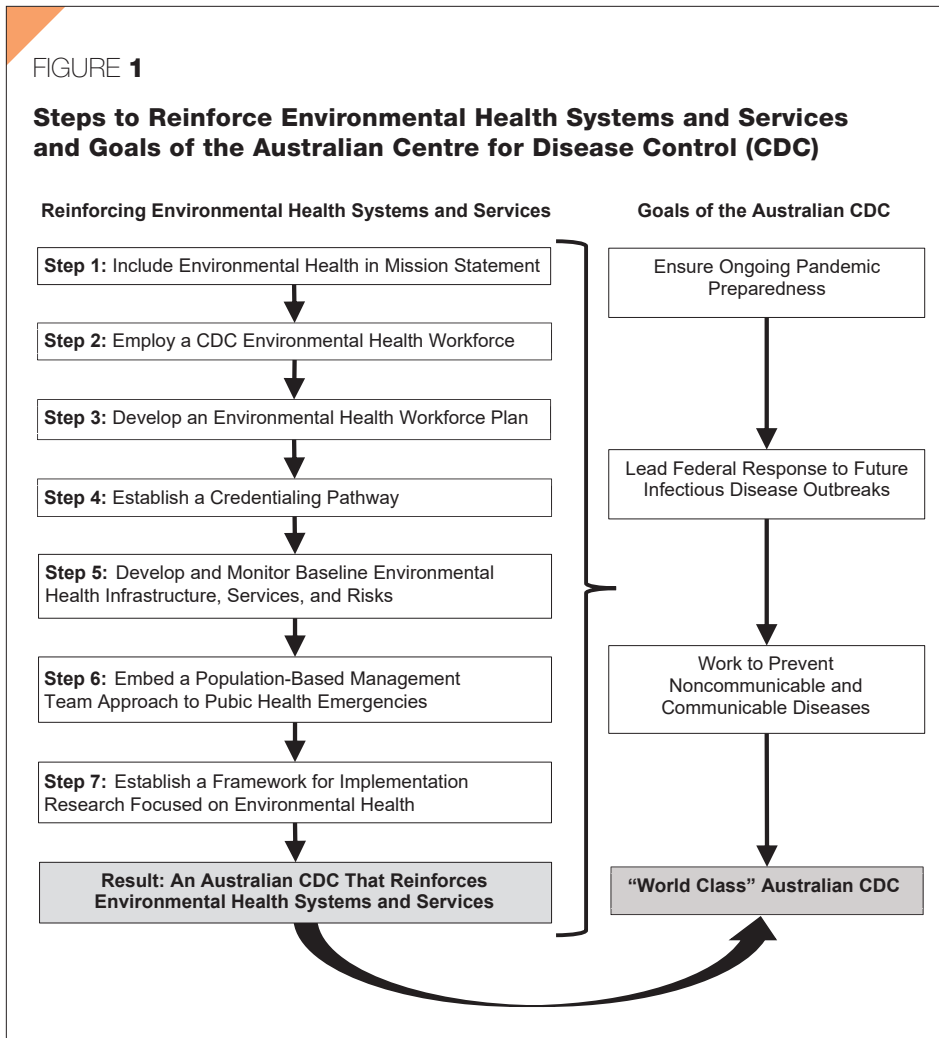 FIGURE 1
Steps to Reinforce Environmental Health Systems and Services
and Goals of the Australian Centre for Disease Control (CDC)
Reinforcing Environmental Health Systems and Services
Step 1: Include Environmental Health in Mission Statement
Step 2: Employ a CDC Environmental Health Workforce
Step 3: Develop an Environmental Health Workforce Plan
Step 4: Establish a Credentialing Pathway
Step 5: Develop and Monitor Baseline Environmental
Health Infrastructure, Services, and Risks
Step 6: Embed a Population-Based Management
Team Approach to Pubic Health Emergencies
Step 7: Establish a Framework for Implementation
Research Focused on Environmental Health
Result: An Australian CDC That Reinforces
Environmental Health Systems and Services
Goals of the Australian CDC
Ensure Ongoing Pandemic
Preparedness
Lead Federal Response to Future
Infectious Disease Outbreaks
Work to Prevent
Noncommunicable and
Communicable Diseases
“World Class” Australian CDC